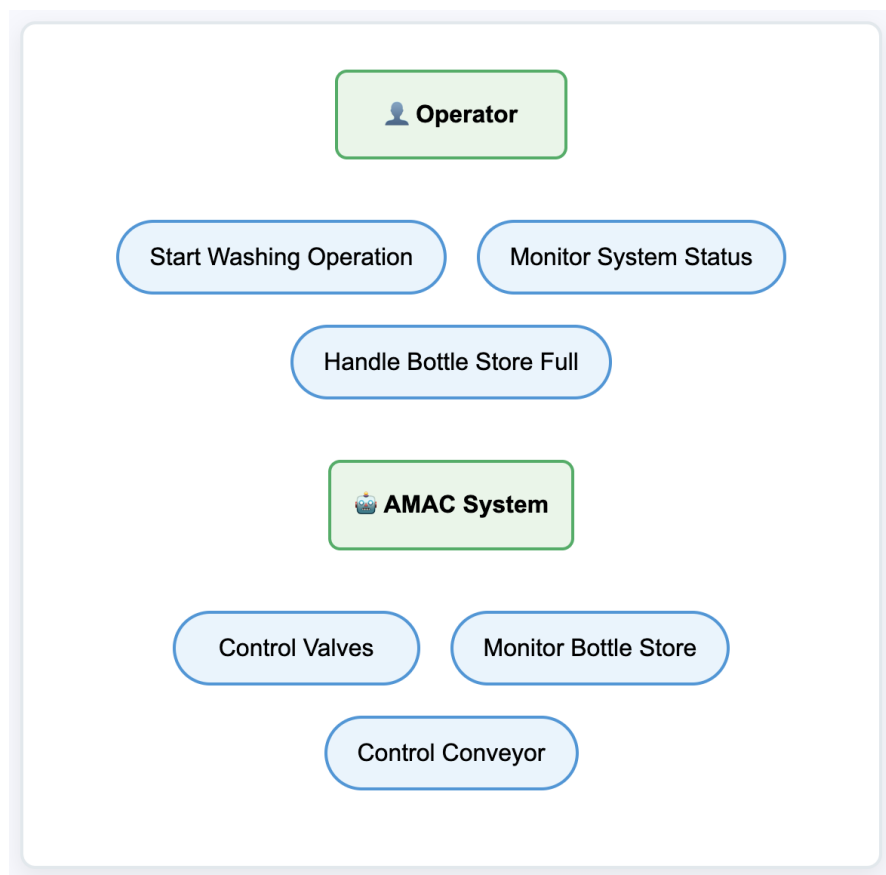 Operator
Start Washing Operation
Monitor System Status
Handle Bottle Store Full
AMAC System
Control Valves
Monitor Bottle Store
Control Conveyor